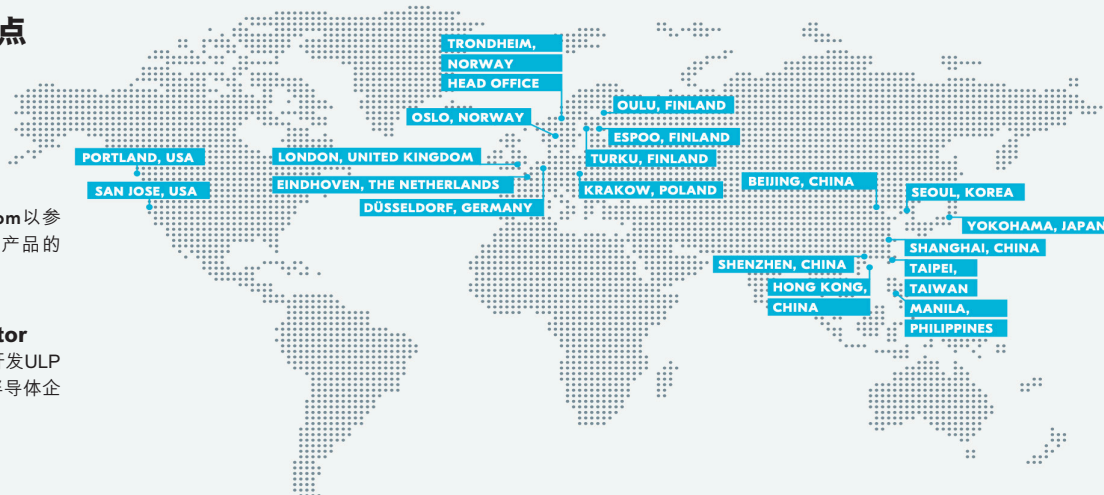 点
om以参
产品的
tor
开发ULP
半导体企
TRONDHEIM,
NORWAY
HEAD OFFICE
OSLO, NORWAY
OULU, FINLAND
ESPOO, FINLAND
TURKU, FINLAND
KRAKOW, POLAND
PORTLAND, USA
SAN JOSE, USA
LONDON, UNITED KINGDOM
EINDHOVEN, THE NETHERLANDS
DÜSSELDORF, GERMANY
BEIJING, CHINA
SEOUL, KOREA
YOKOHAMA, JAPAN
SHANGHAI, CHINA
SHENZHEN, CHINA
TAIPEI,
TAIWAN
HONG KONG,
CHINA
MANILA,
PHILIPPINES